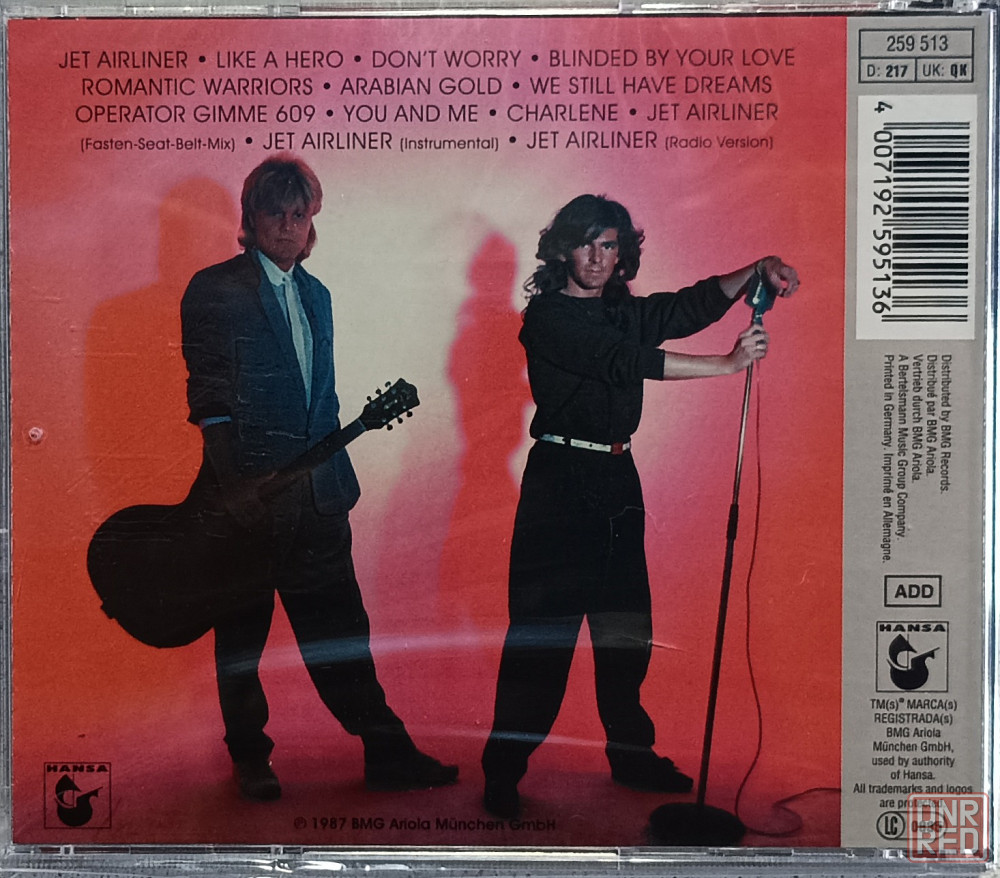 JET AIRLINER • LIKE A HERO • DON'T WORRY • BLINDED BY YOUR LOVE
ROMANTIC WARRIORS • ARABIAN GOLD • WE STILL HAVE DREAMS
OPERATOR GIMME 609 • YOU AND ME • CHARLENE • JET AIRLINER
(Fasten-Seat-Belt-Mix) • JET AIRLINER (Instrumental) • JET AIRLINER (Radio Version)
HANSA
℗ 1987 BMG Ariola München GmbH
259 513
D: 217 UK: QK
4 007192 595136
Distributed by BMG Records.
Distribué par BMG Ariola.
Vertrieb durch BMG Ariola.
A Bertelsmann Music Group Company.
Printed in Germany. Imprimé en Allemagne.
ADD
HANSA
TM(s)® MARCA(s)
REGISTRADA(s)
BMG Ariola
München GmbH,
used by authority
of Hansa.
All trademarks and logos
are protected
LC
DNR
RED